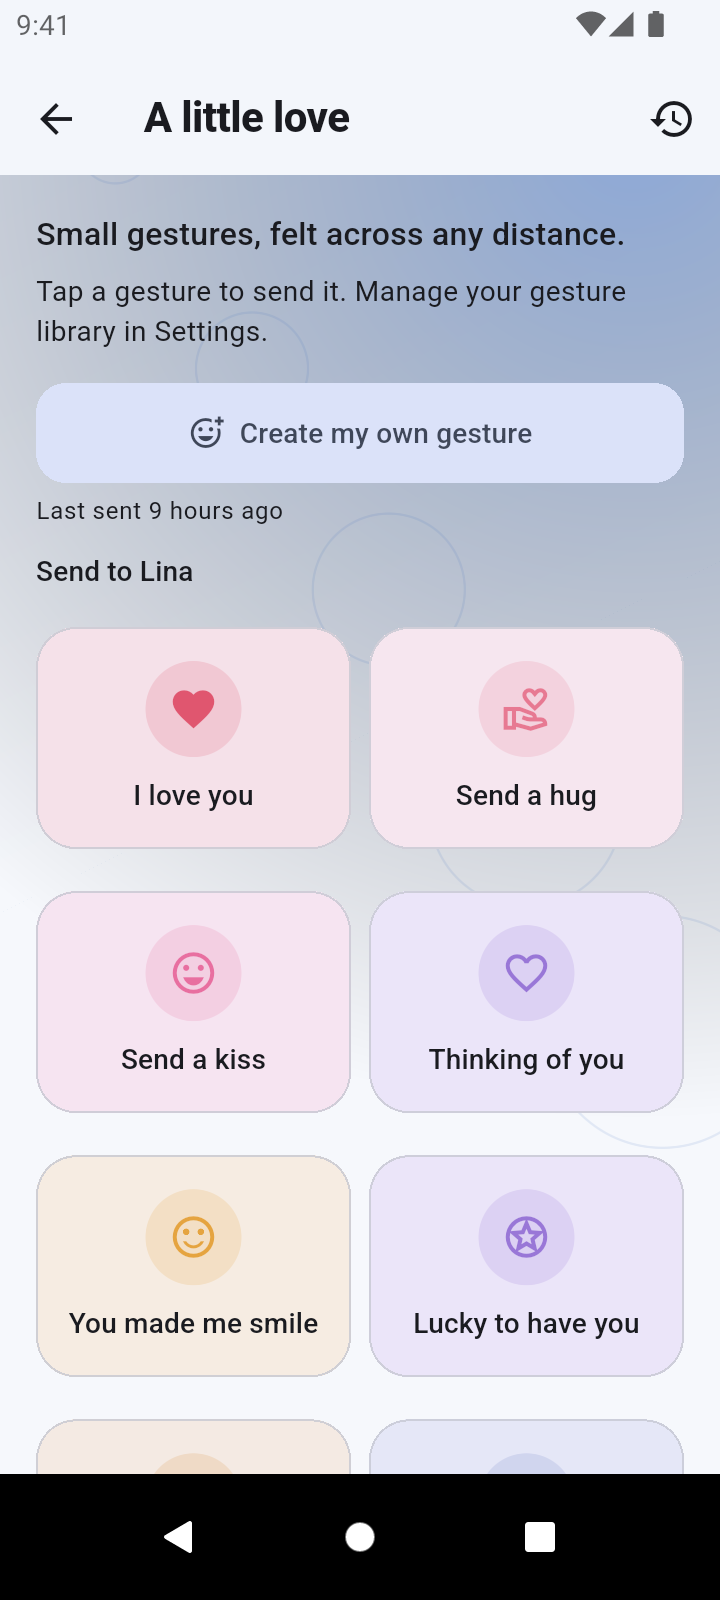 9:41
A little love
Small gestures, felt across any distance.
Tap a gesture to send it. Manage your gesture
library in Settings.
Create my own gesture
Last sent 9 hours ago
Send to Lina
I love you
Send a hug
Send a kiss
Thinking of you
You made me smile
Lucky to have you